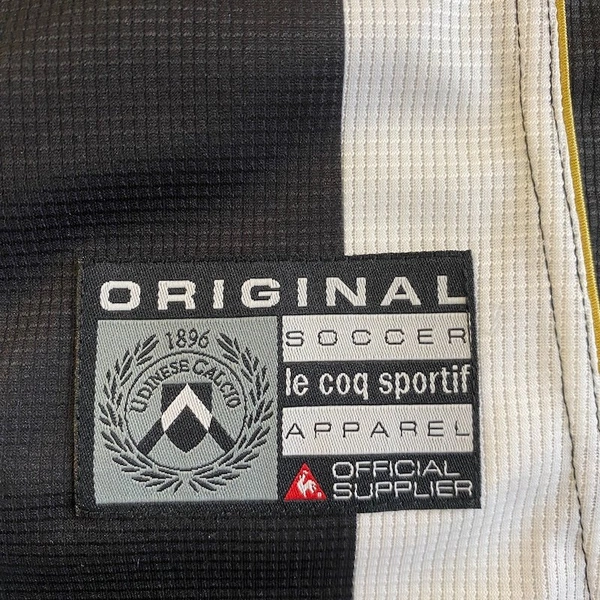 ORIGINAL
1896
UDINESE CALCIO
SOCCER
le coq sportif
APPAREL
OFFICIAL
SUPPLIER